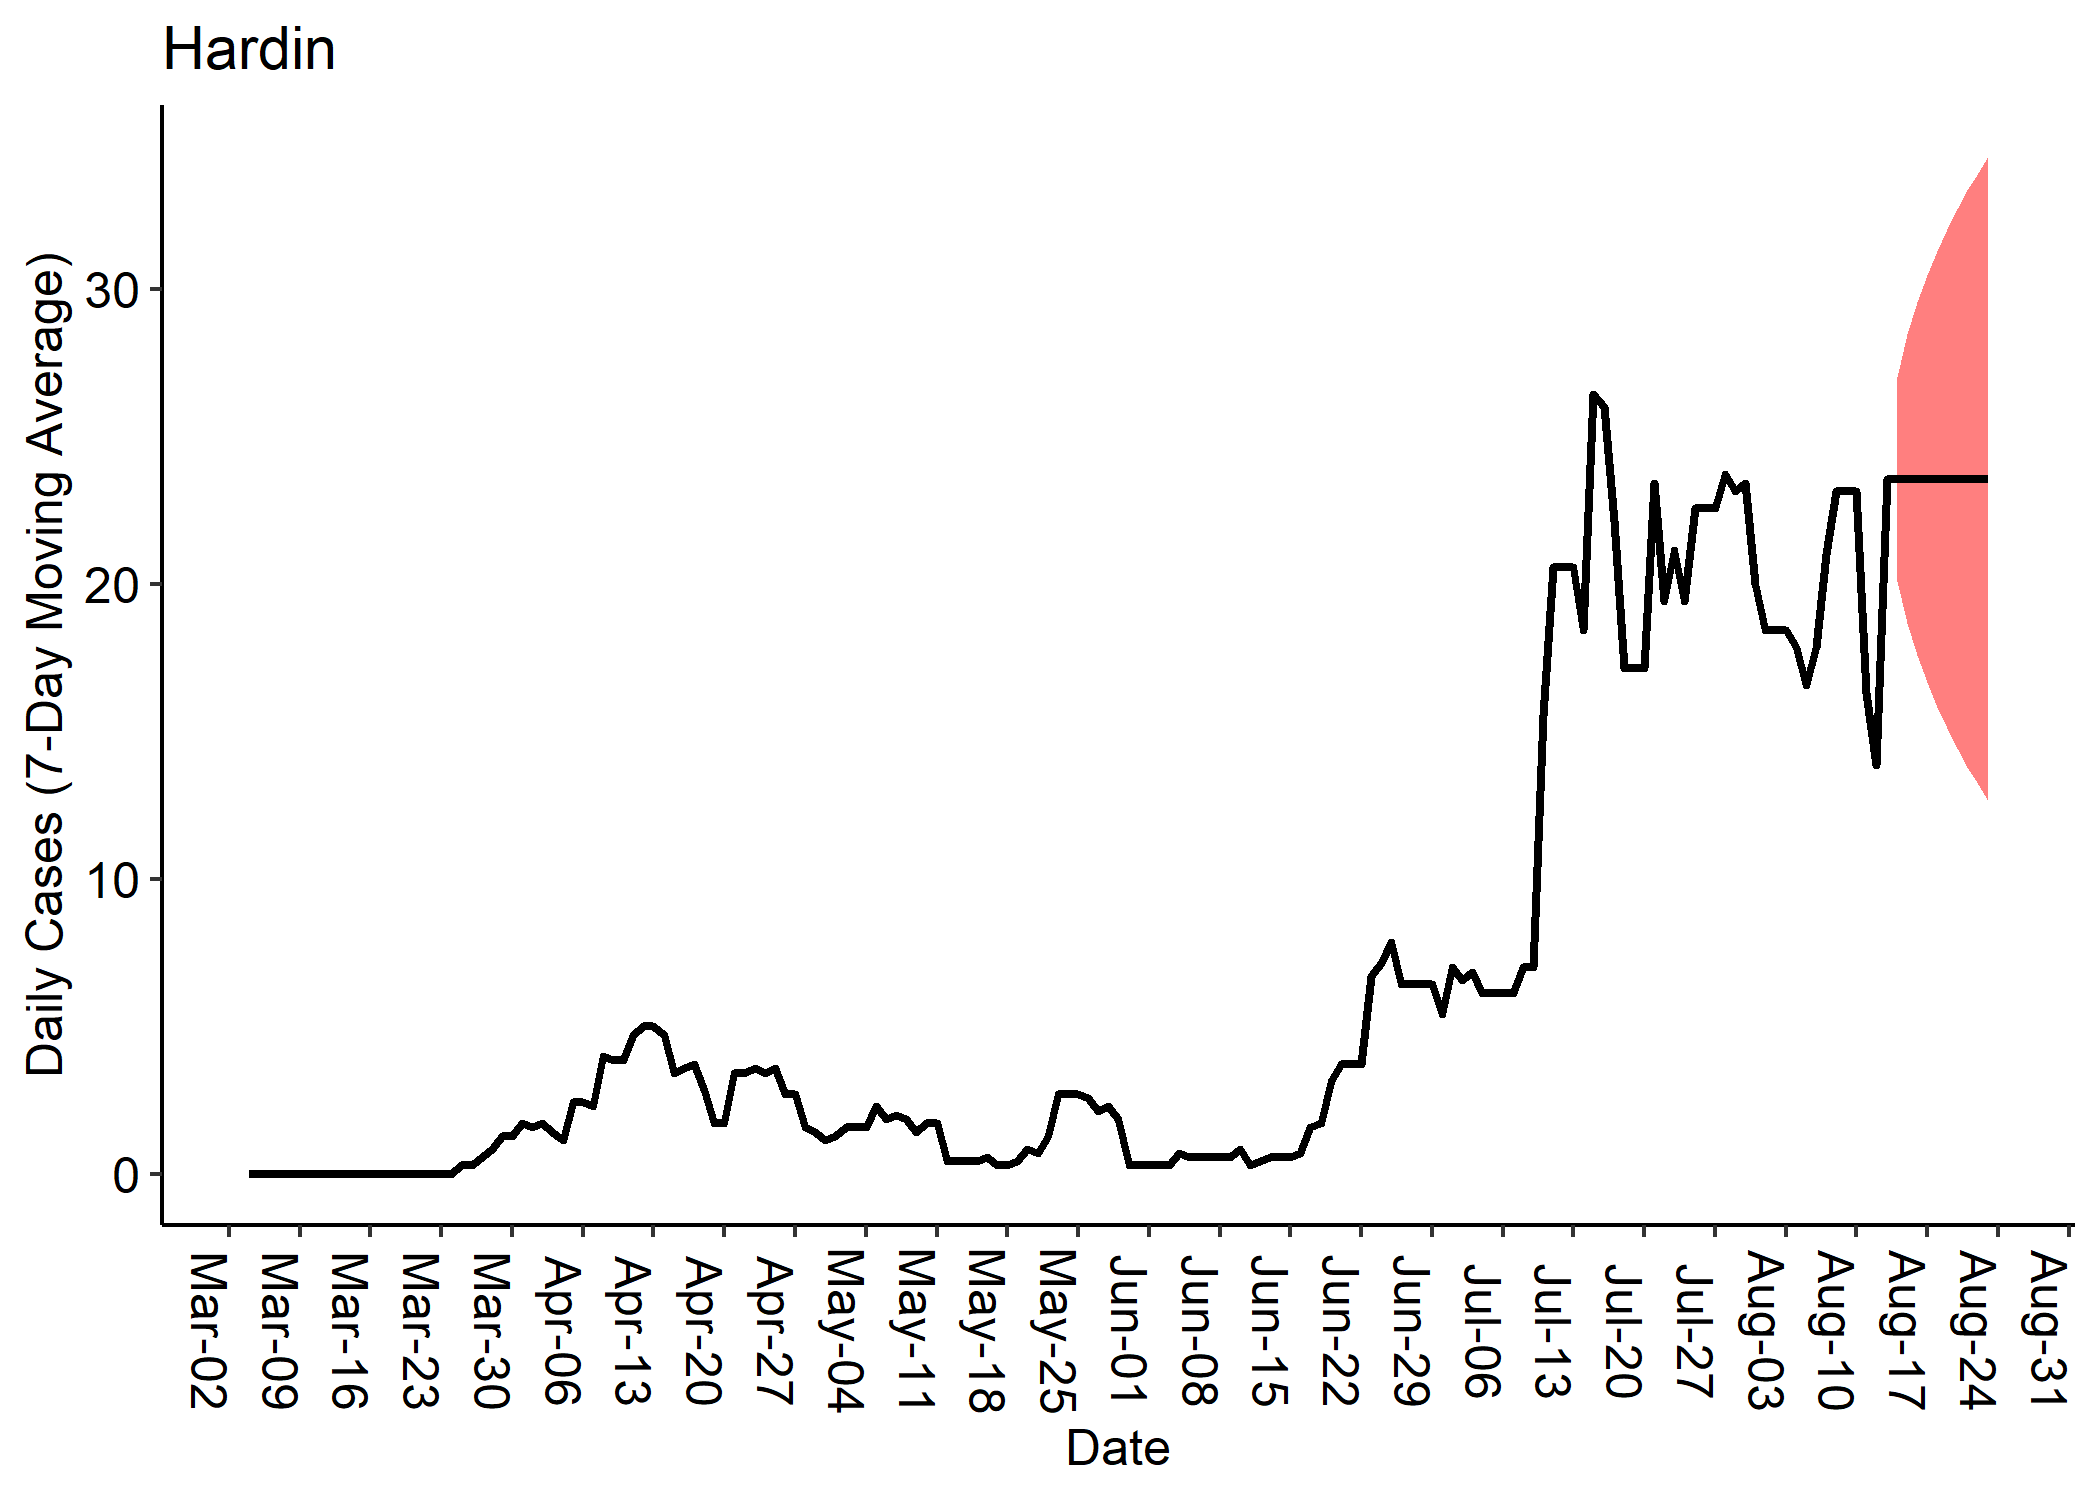 Hardin
Daily Cases (7-Day Moving Average)
30
20
10
0
Mar-02
Mar-09
Mar-16
Mar-23
Mar-30
Apr-06
Apr-13
Apr-20
Apr-27
May-04
May-11
May-18
May-25
Jun-01
Jun-08
Jun-15
Jun-22
Jun-29
Jul-06
Jul-13
Jul-20
Jul-27
Aug-03
Aug-10
Aug-17
Aug-24
Aug-31
Date